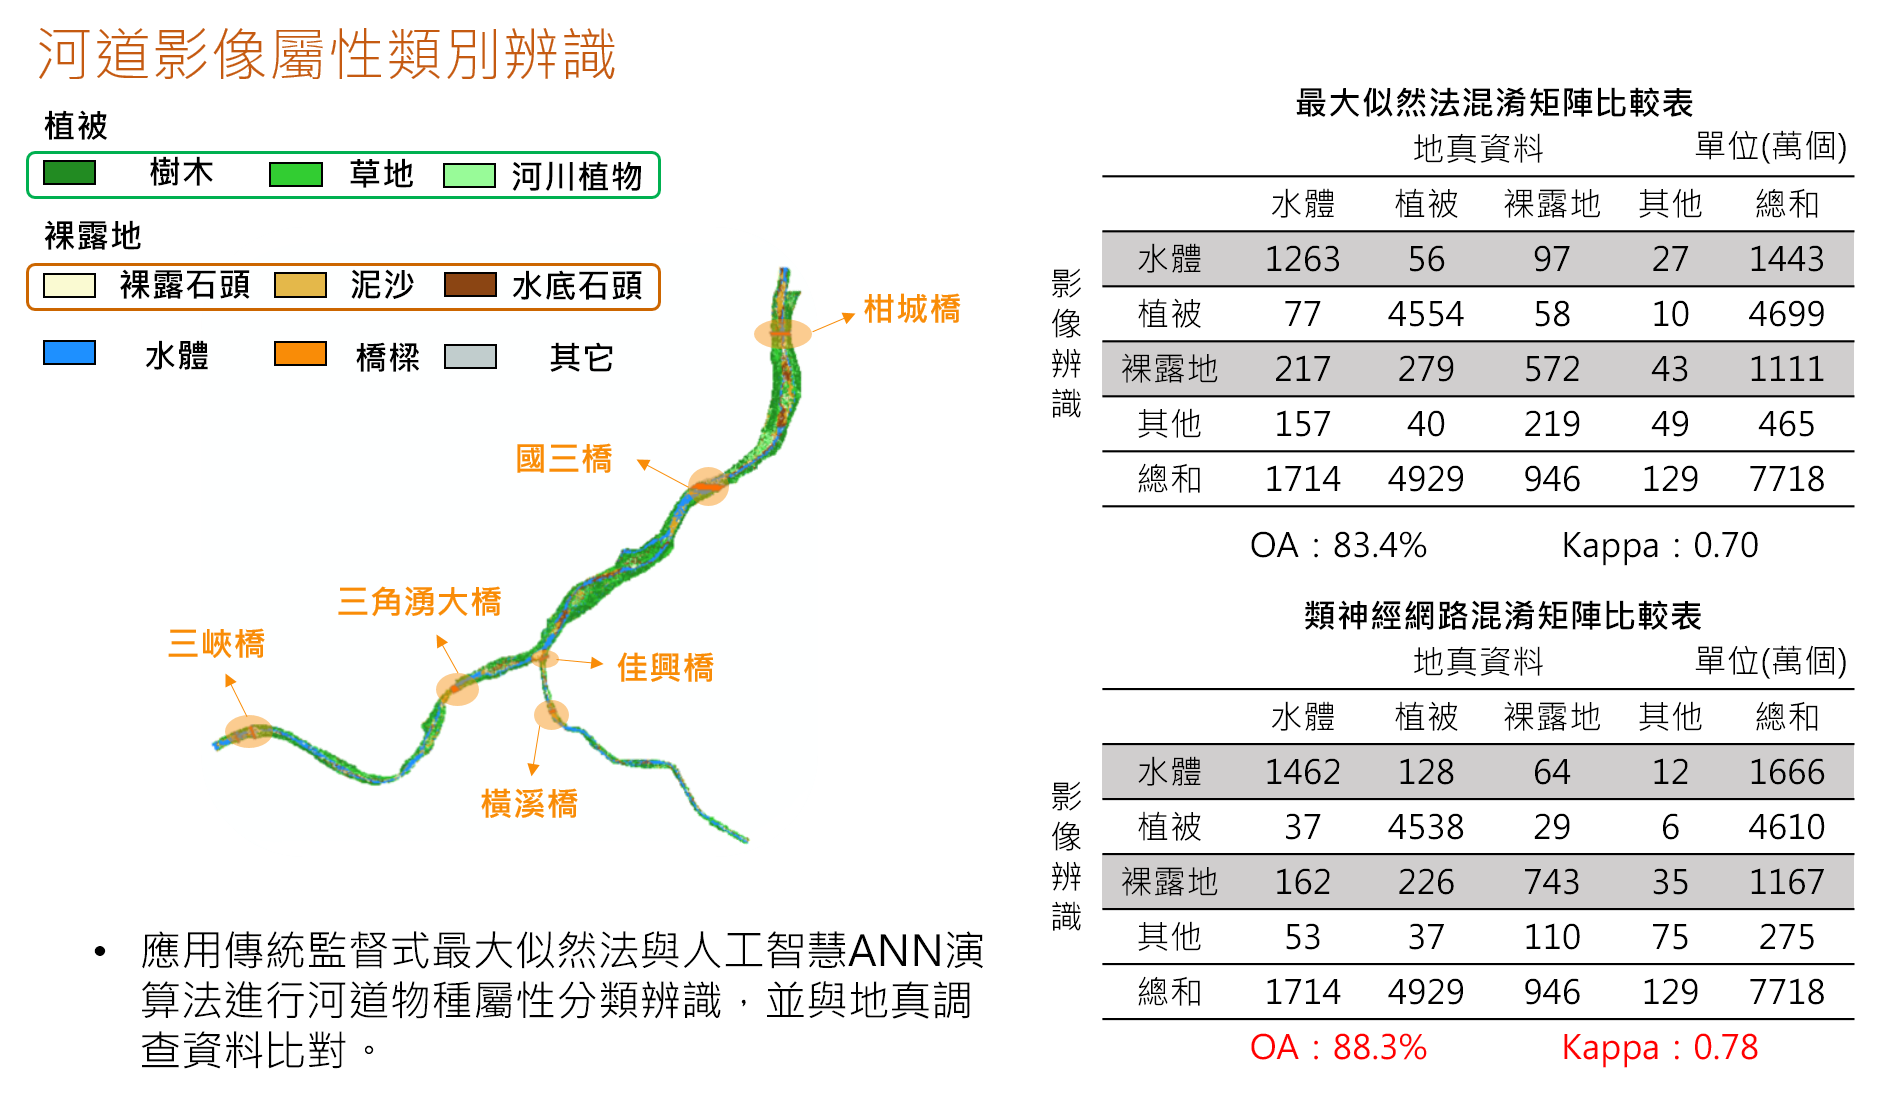 河道影像屬性類別辨識
植被
樹木 草地 河川植物
裸露地
裸露石頭 泥沙 水底石頭
水體 橋樑 其它
柑城橋
國三橋
三角湧大橋
三峽橋
佳興橋
橫溪橋
• 應用傳統監督式最大似然法與人工智慧ANN演
算法進行河道物種屬性分類辨識，並與地真調
查資料比對。
最大似然法混淆矩陣比較表
地真資料 單位(萬個)
影像辨識
水體 植被 裸露地 其他 總和
水體 1263 56 97 27 1443
植被 77 4554 58 10 4699
裸露地 217 279 572 43 1111
其他 157 40 219 49 465
總和 1714 4929 946 129 7718
OA：83.4% Kappa：0.70
類神經網路混淆矩陣比較表
地真資料 單位(萬個)
影像辨識
水體 植被 裸露地 其他 總和
水體 1462 128 64 12 1666
植被 37 4538 29 6 4610
裸露地 162 226 743 35 1167
其他 53 37 110 75 275
總和 1714 4929 946 129 7718
OA：88.3% Kappa：0.78